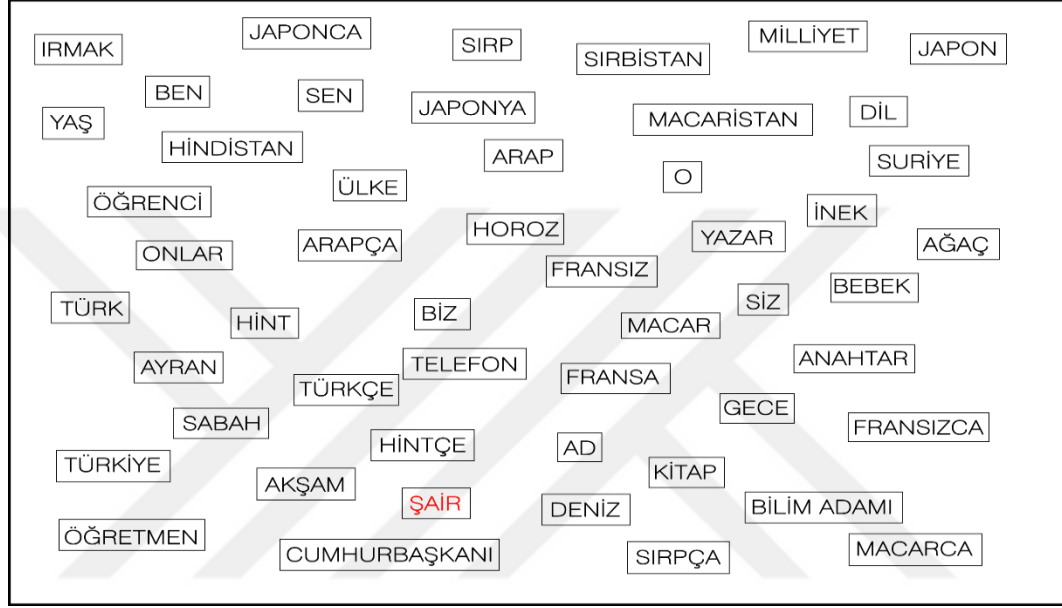 IRMAK
JAPONCA
SIRP
SIRBİSTAN
MİLLİYET
JAPON
BEN
SEN
YAŞ
JAPONYA
MACARİSTAN
DİL
HİNDİSTAN
ARAP
SURİYE
ÜLKE
O
ÖĞRENCİ
İNEK
HOROZ
YAZAR
ONLAR
ARAPÇA
AĞAÇ
FRANSIZ
BEBEK
TÜRK
HİNT
BİZ
SİZ
MACAR
AYRAN
TELEFON
ANAHTAR
TÜRKÇE
FRANSA
SABAH
GECE
FRANSIZCA
HİNTÇE
AD
TÜRKİYE
KİTAP
AKŞAM
ŞAİR
DENİZ
BİLİM ADAMI
ÖĞRETMEN
CUMHURBAŞKANI
SIRPÇA
MACARCA